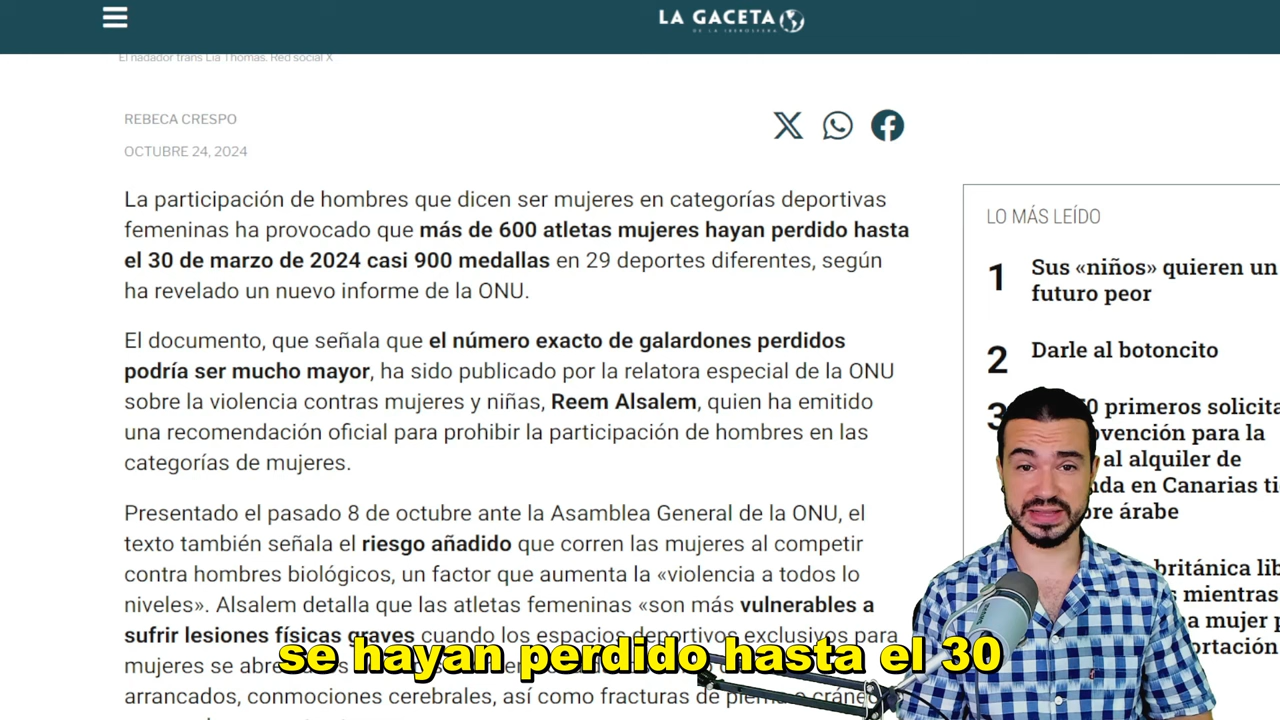 LA GACETA
DE LA IBEROSFERA
El nadador trans Lia Thomas. Red social X
REBECA CRESPO
OCTUBRE 24, 2024
La participación de hombres que dicen ser mujeres en categorías deportivas
femeninas ha provocado que más de 600 atletas mujeres hayan perdido hasta
el 30 de marzo de 2024 casi 900 medallas en 29 deportes diferentes, según
ha revelado un nuevo informe de la ONU.
El documento, que señala que el número exacto de galardones perdidos
podría ser mucho mayor, ha sido publicado por la relatora especial de la ONU
sobre la violencia contras mujeres y niñas, Reem Alsalem, quien ha emitido
una recomendación oficial para prohibir la participación de hombres en las
categorías de mujeres.
Presentado el pasado 8 de octubre ante la Asamblea General de la ONU, el
texto también señala el riesgo añadido que corren las mujeres al competir
contra hombres biológicos, un factor que aumenta la «violencia a todos lo
niveles». Alsalem detalla que las atletas femeninas «son más vulnerables a
sufrir lesiones físicas graves cuando los espacios deportivos exclusivos para
mujeres se
arrancados, conmociones cerebrales, así como fracturas de
se hayan perdido hasta el 30
LO MÁS LEÍDO
1 Sus «niños» quieren un
futuro peor
2 Darle al botoncito
3 0 primeros solicita
vención para la
al alquiler de
en Canarias
árabe
británica
mientras
a mujer